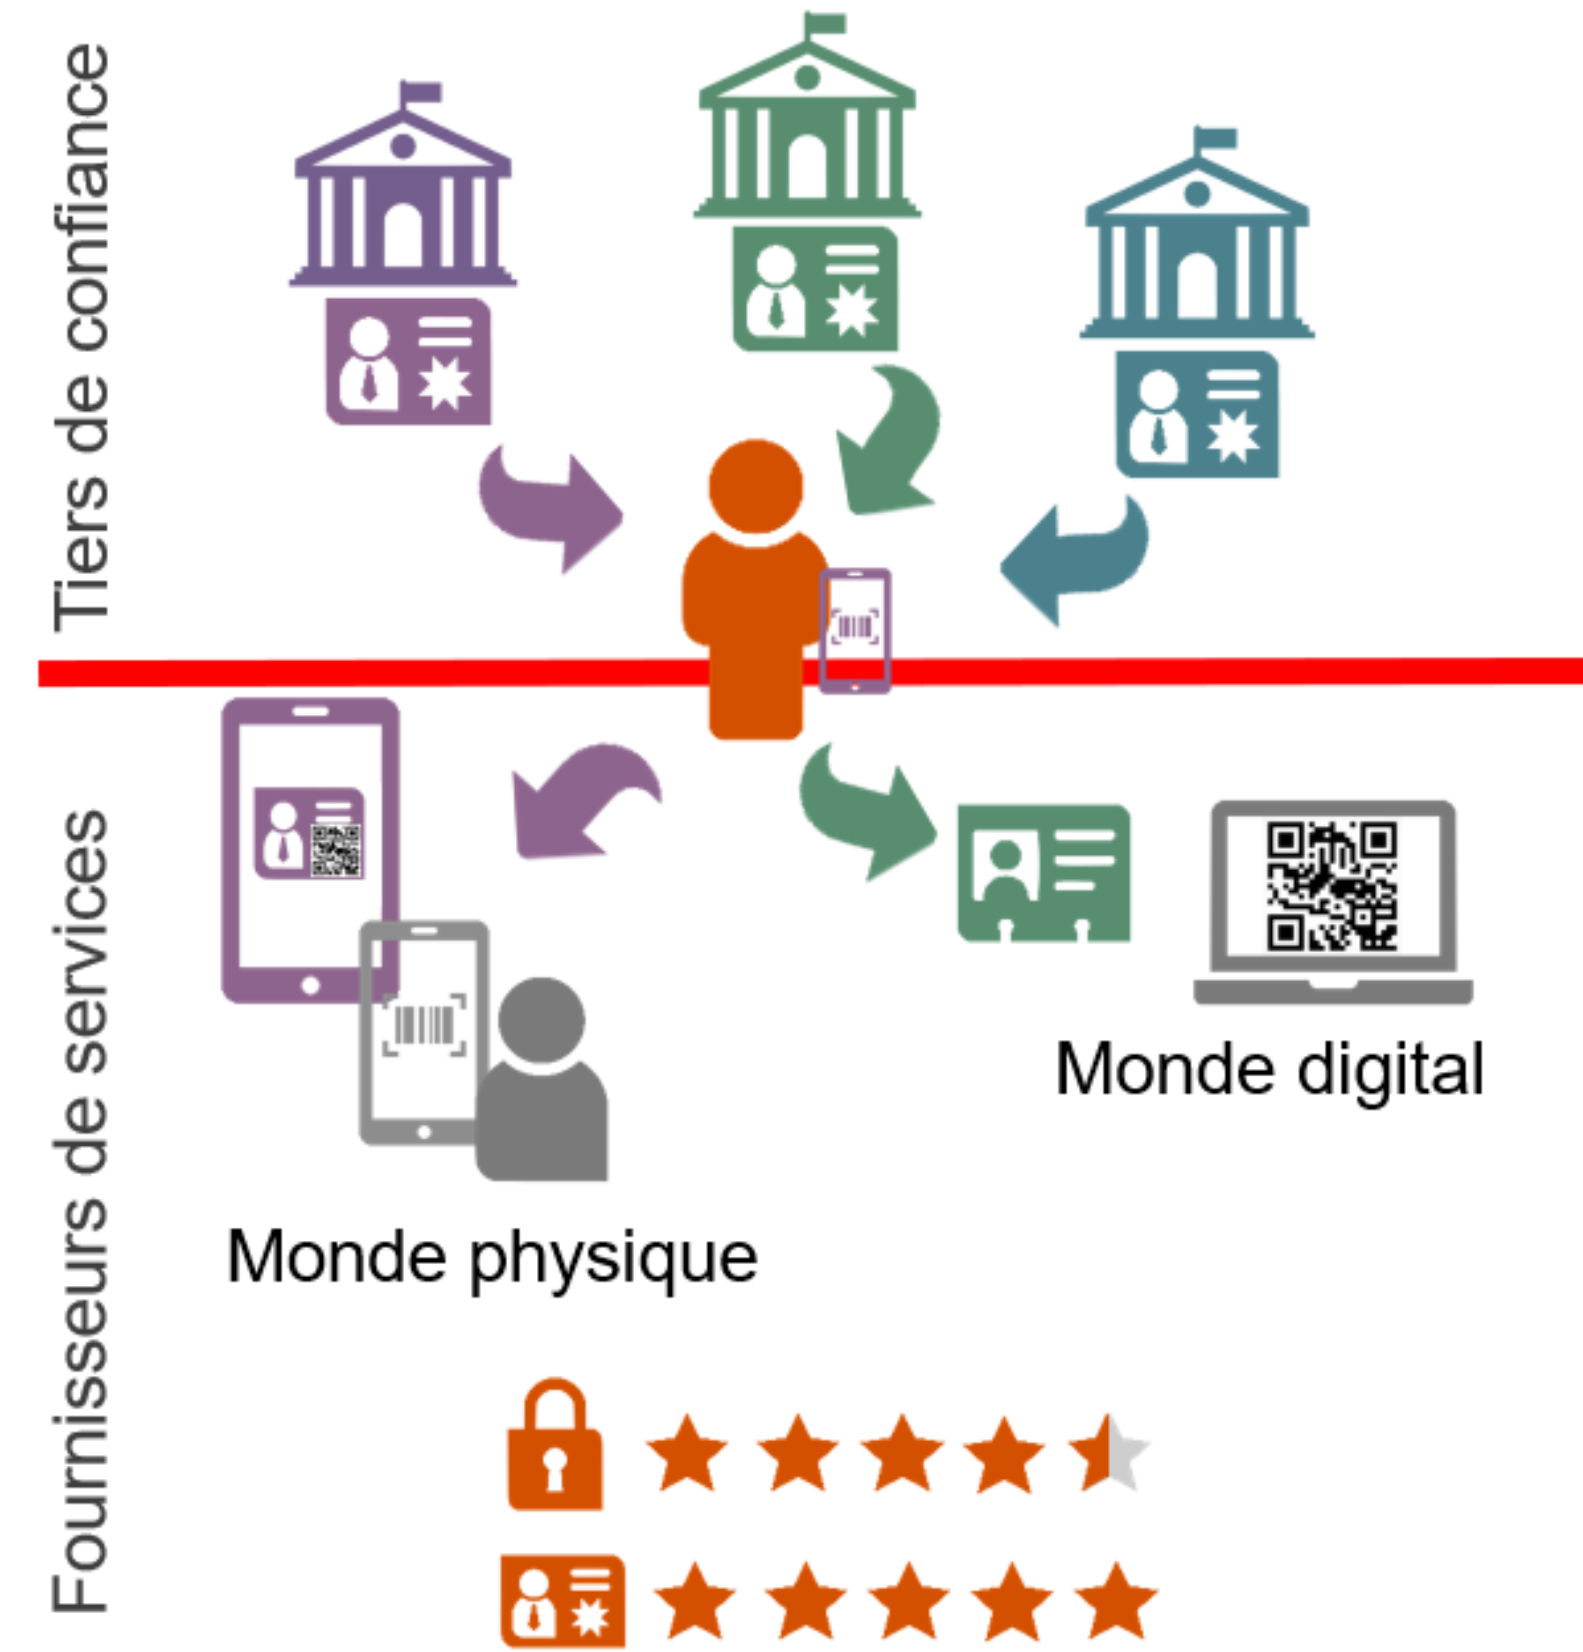 Tiers de confiance
Fournisseurs de services
Monde digital
Monde physique